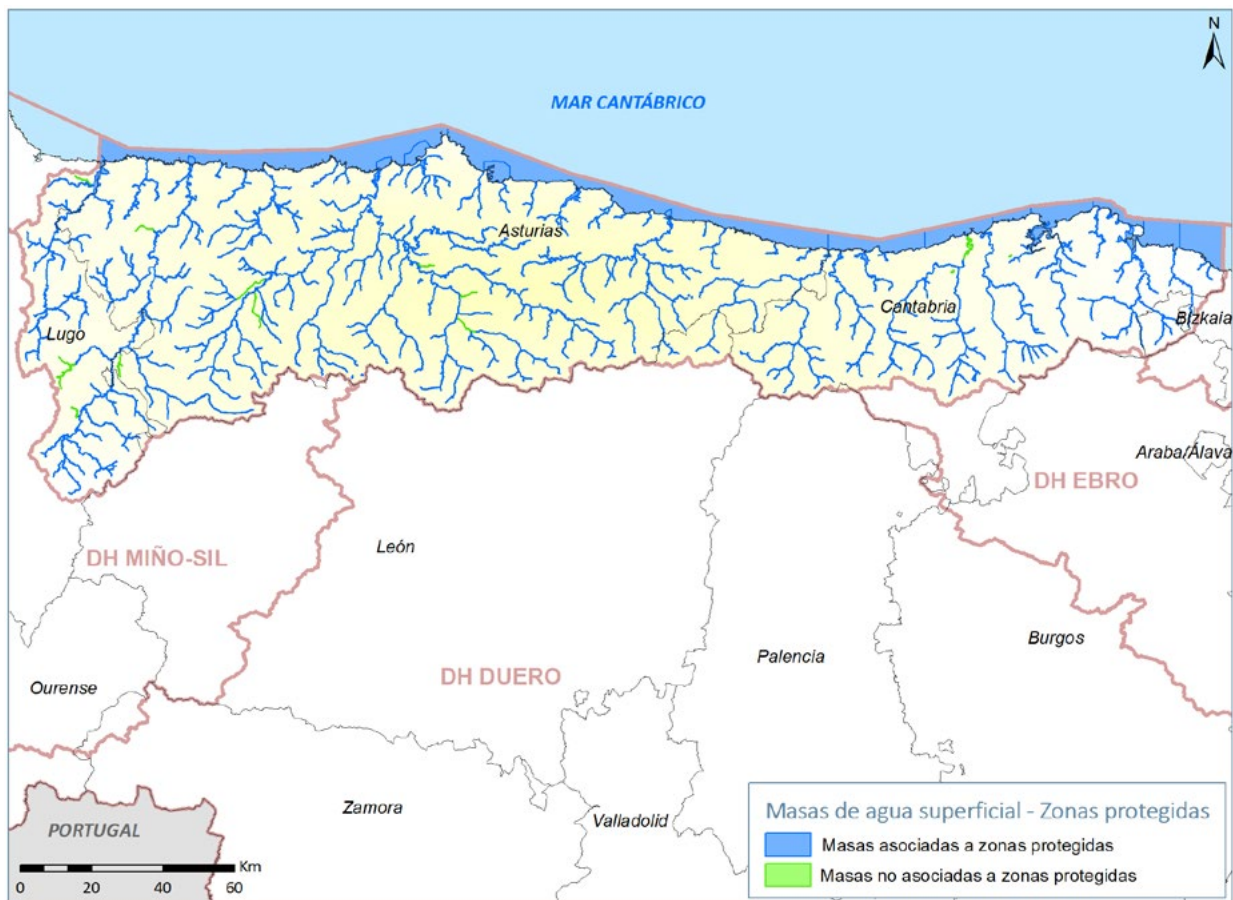 N
MAR CANTÁBRICO
Asturias
Cantabria
Bizkaia
Lugo
Araba/Álava
DH EBRO
León
DH MIÑO-SIL
Burgos
Palencia
DH DUERO
Ourense
Zamora
Valladolid
PORTUGAL
Km
0 10 20 40 60
Masas de agua superficial - Zonas protegidas
Masas asociadas a zonas protegidas
Masas no asociadas a zonas protegidas